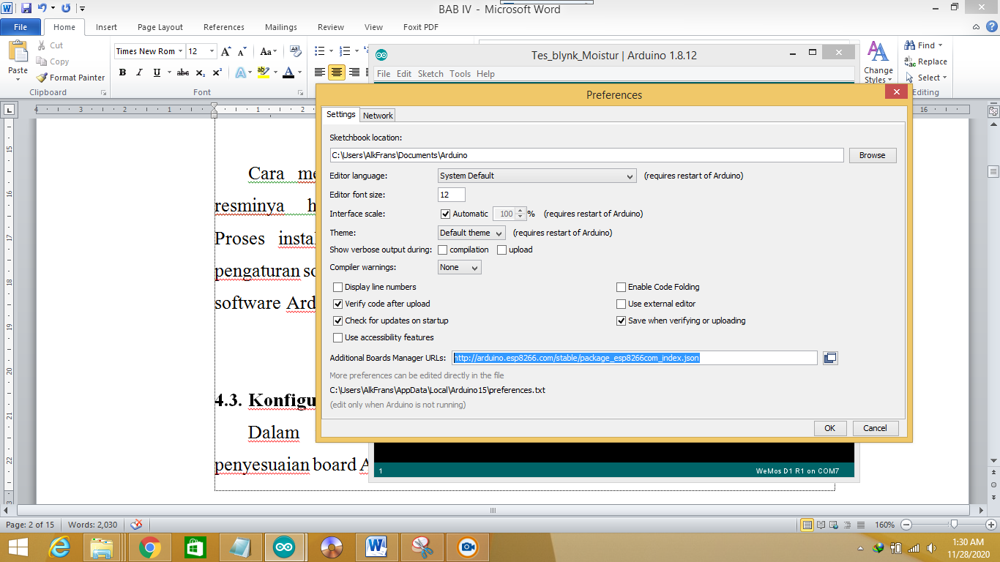 BAB IV - Microsoft Word
File Home Insert Page Layout References Mailings Review View Foxit PDF
Paste
Cut
Copy
Format Painter
Clipboard
Times New Rom 12
Font
Change Styles
Find
Replace
Select
Editing
Tes_blynk_Moistur | Arduino 1.8.12
File Edit Sketch Tools Help
Preferences
Settings Network
Sketchbook location:
C:\Users\AlkFrans\Documents\Arduino Browse
Editor language: System Default (requires restart of Arduino)
Editor font size: 12
Interface scale: Automatic 100 % (requires restart of Arduino)
Theme: Default theme (requires restart of Arduino)
Show verbose output during: compilation upload
Compiler warnings: None
Display line numbers Enable Code Folding
Verify code after upload Use external editor
Check for updates on startup Save when verifying or uploading
Use accessibility features
Additional Boards Manager URLs: http://arduino.esp8266.com/stable/package_esp8266com_index.json
More preferences can be edited directly in the file
C:\Users\AlkFrans\AppData\Local\Arduino15\preferences.txt
(edit only when Arduino is not running)
OK Cancel
1 WeMos D1 R1 on COM7
Cara
resminya
Proses
pengaturan
software
4.3.
Dalam
penyesuaian board
Page: 2 of 15 Words: 2,030 160%
1:30 AM
11/28/2020